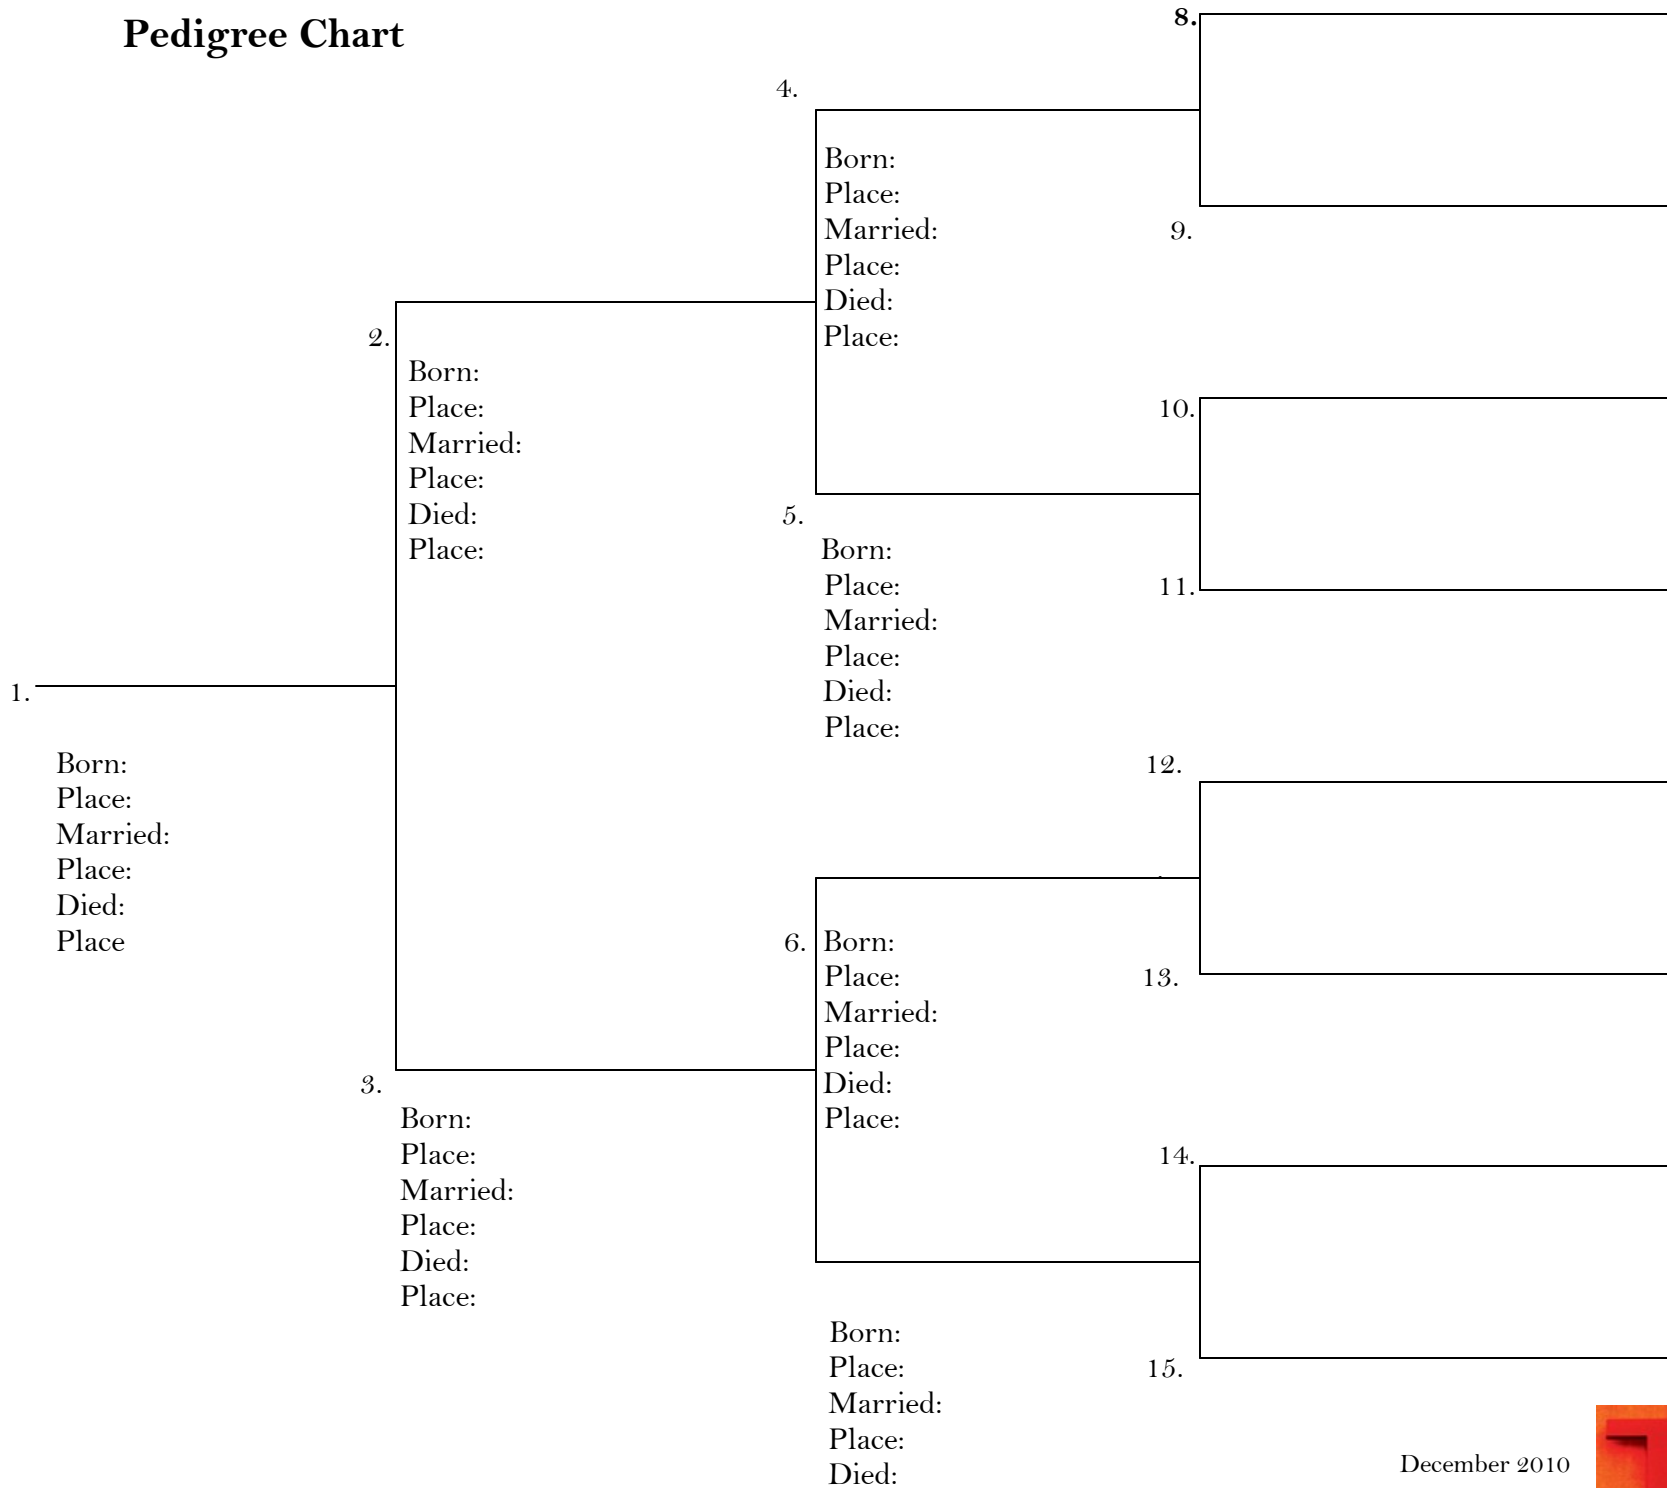 Pedigree Chart
8.
4.
Born:
Place:
Married:
Place:
Died:
Place:
9.
2.
Born:
Place:
Married:
Place:
Died:
Place:
10.
5.
Born:
Place:
Married:
Place:
Died:
Place:
11.
1.
Born:
Place:
Married:
Place:
Died:
Place
12.
6.
Born:
Place:
Married:
Place:
Died:
Place:
13.
3.
Born:
Place:
Married:
Place:
Died:
Place:
14.
Born:
Place:
Married:
Place:
Died:
15.
December 2010